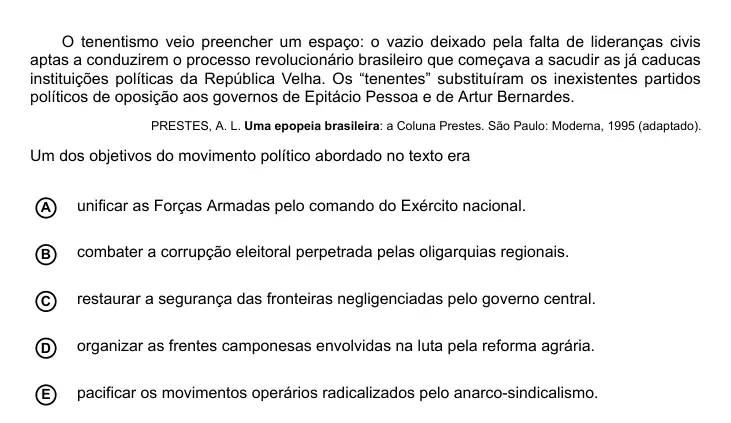 O tenentismo veio preencher um espaço: o vazio deixado pela falta de lideranças civis
aptas a conduzirem o processo revolucionário brasileiro que começava a sacudir as já caducas
instituições políticas da República Velha. Os “tenentes” substituíram os inexistentes partidos
políticos de oposição aos governos de Epitácio Pessoa e de Artur Bernardes.
PRESTES, A. L. Uma epopeia brasileira: a Coluna Prestes. São Paulo: Moderna, 1995 (adaptado).
Um dos objetivos do movimento político abordado no texto era
A unificar as Forças Armadas pelo comando do Exército nacional.
B combater a corrupção eleitoral perpetrada pelas oligarquias regionais.
C restaurar a segurança das fronteiras negligenciadas pelo governo central.
D organizar as frentes camponesas envolvidas na luta pela reforma agrária.
E pacificar os movimentos operários radicalizados pelo anarco-sindicalismo.